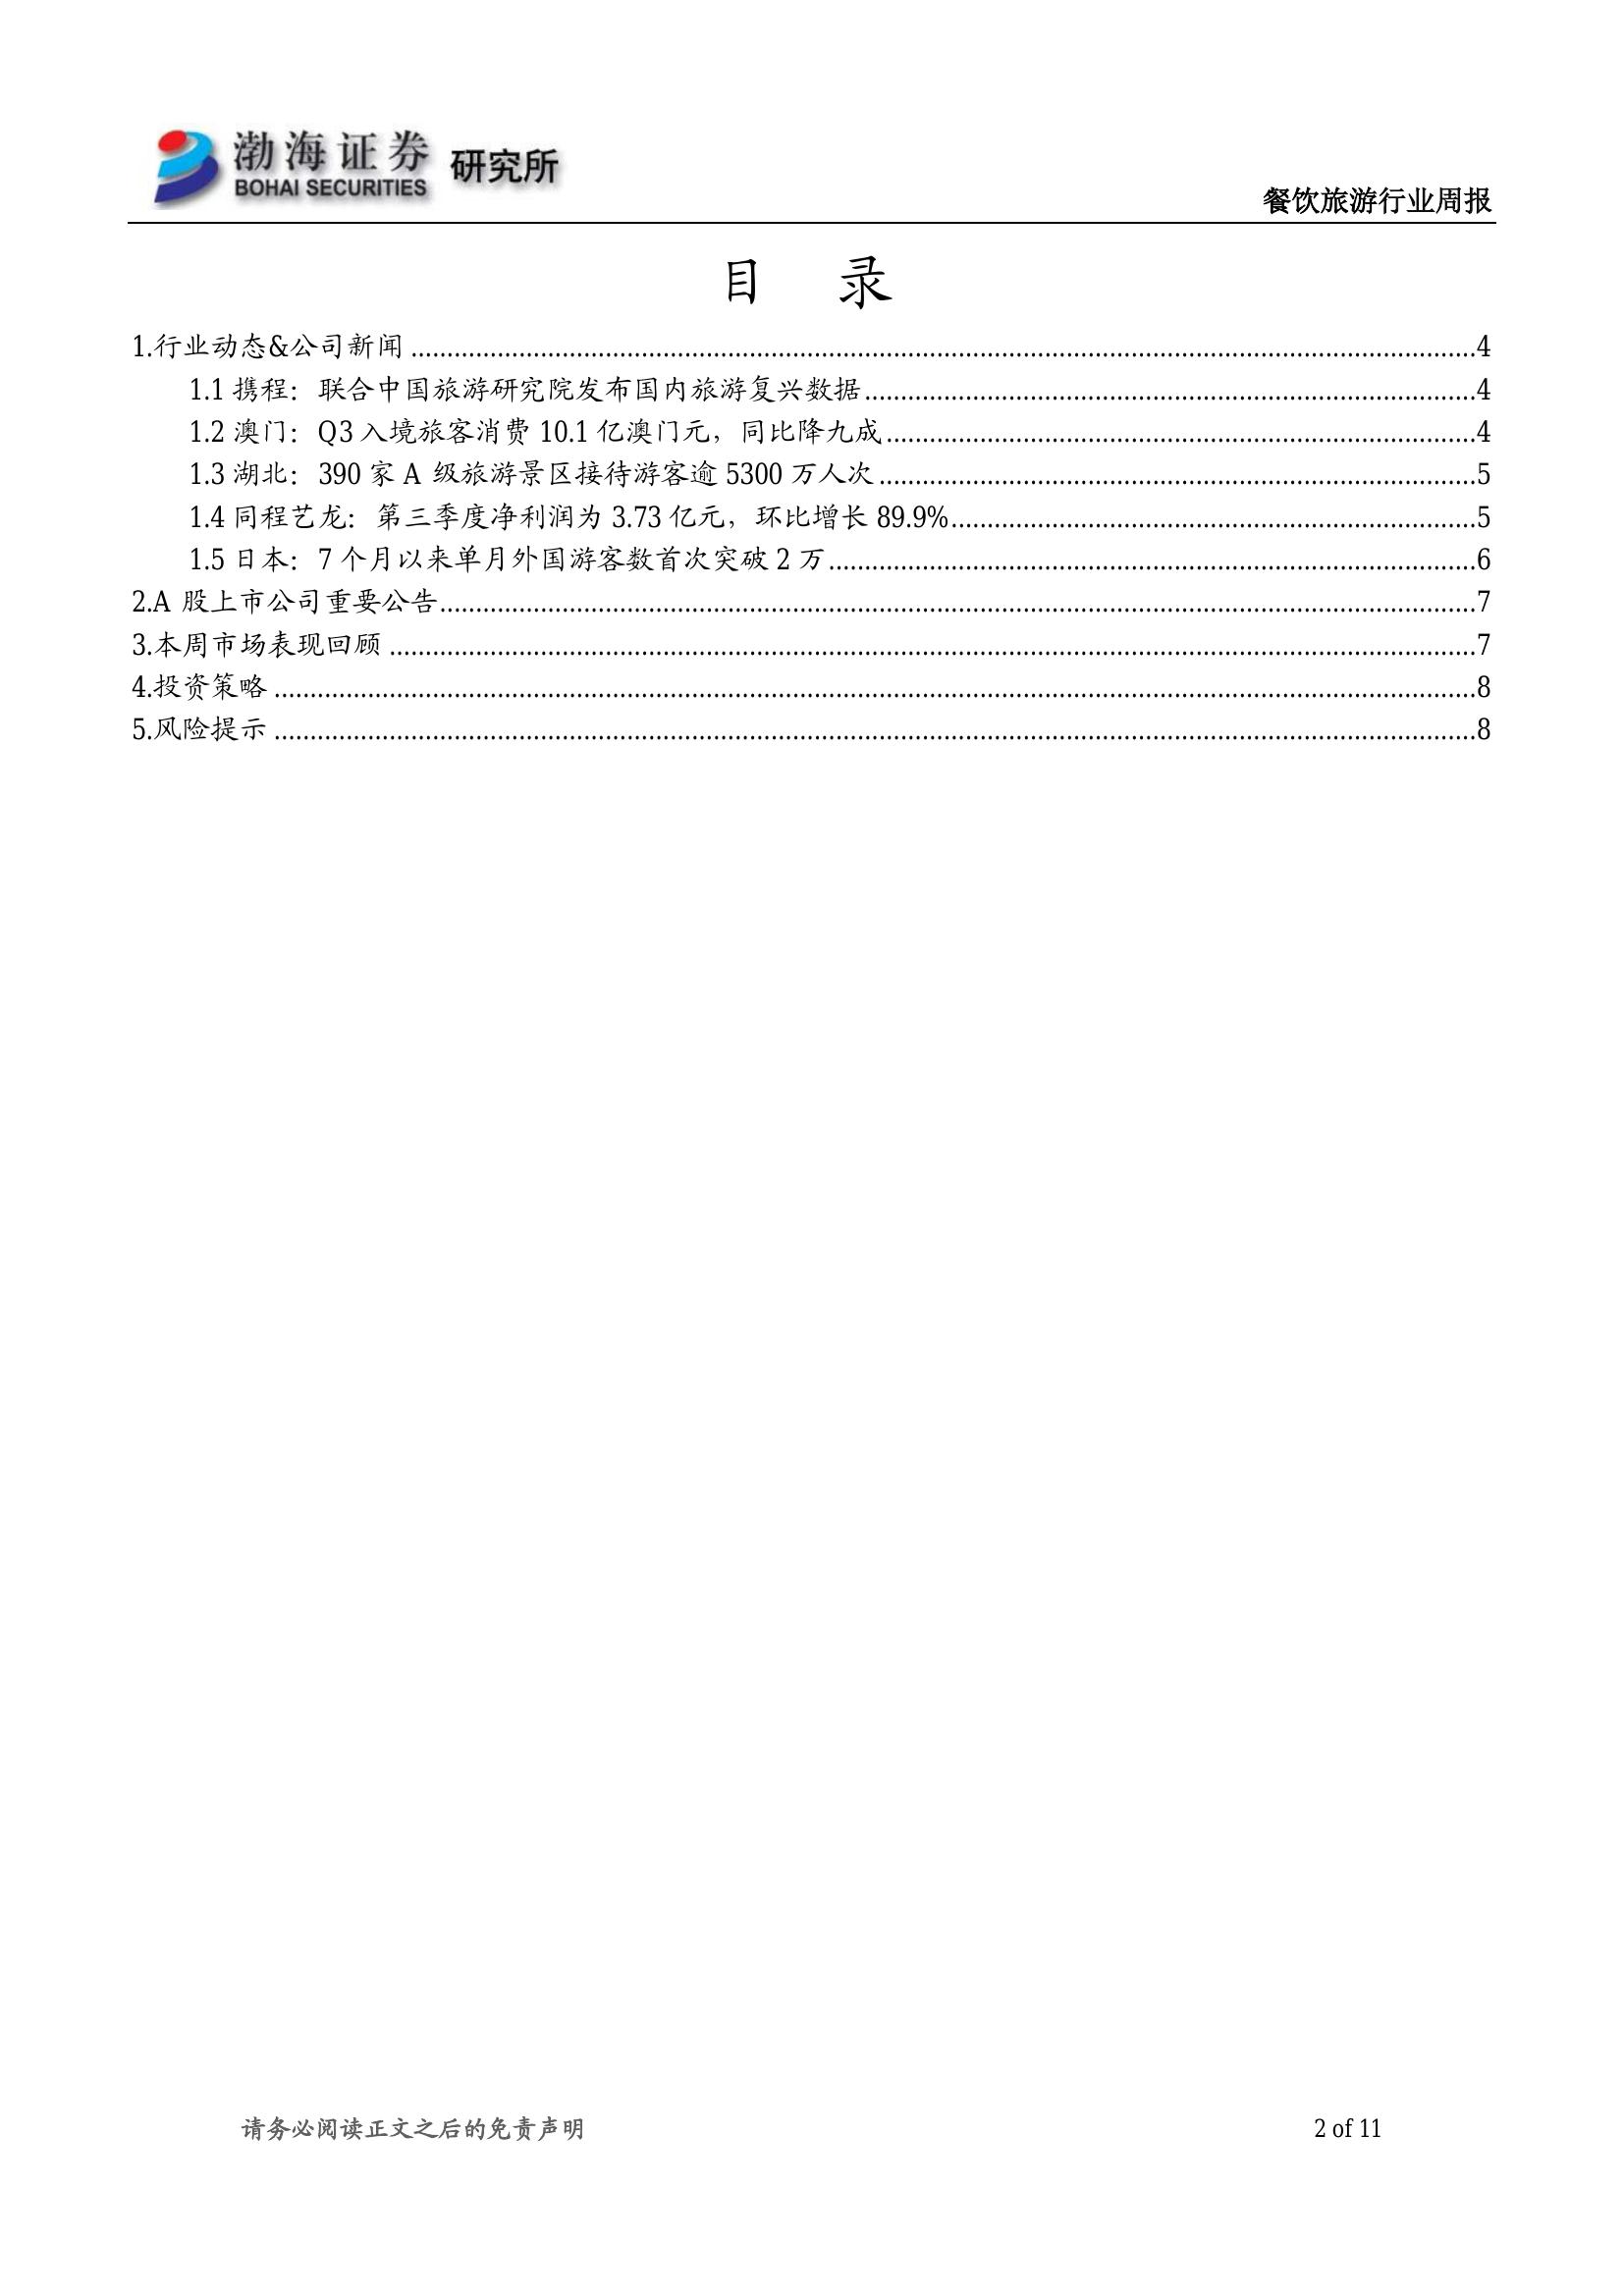 渤海证券 研究所
BOHAI SECURITIES
餐饮旅游行业周报
目 录
1.行业动态&公司新闻 ........ 4
1.1 携程：联合中国旅游研究院发布国内旅游复兴数据 ........ 4
1.2 澳门：Q3 入境旅客消费 10.1 亿澳门元，同比降九成 ........ 4
1.3 湖北：390 家 A 级旅游景区接待游客逾 5300 万人次 ........ 5
1.4 同程艺龙：第三季度净利润为 3.73 亿元，环比增长 89.9% ........ 5
1.5 日本：7 个月以来单月外国游客数首次突破 2 万 ........ 6
2.A 股上市公司重要公告 ........ 7
3.本周市场表现回顾 ........ 7
4.投资策略 ........ 8
5.风险提示 ........ 8
请务必阅读正文之后的免责声明 2 of 11